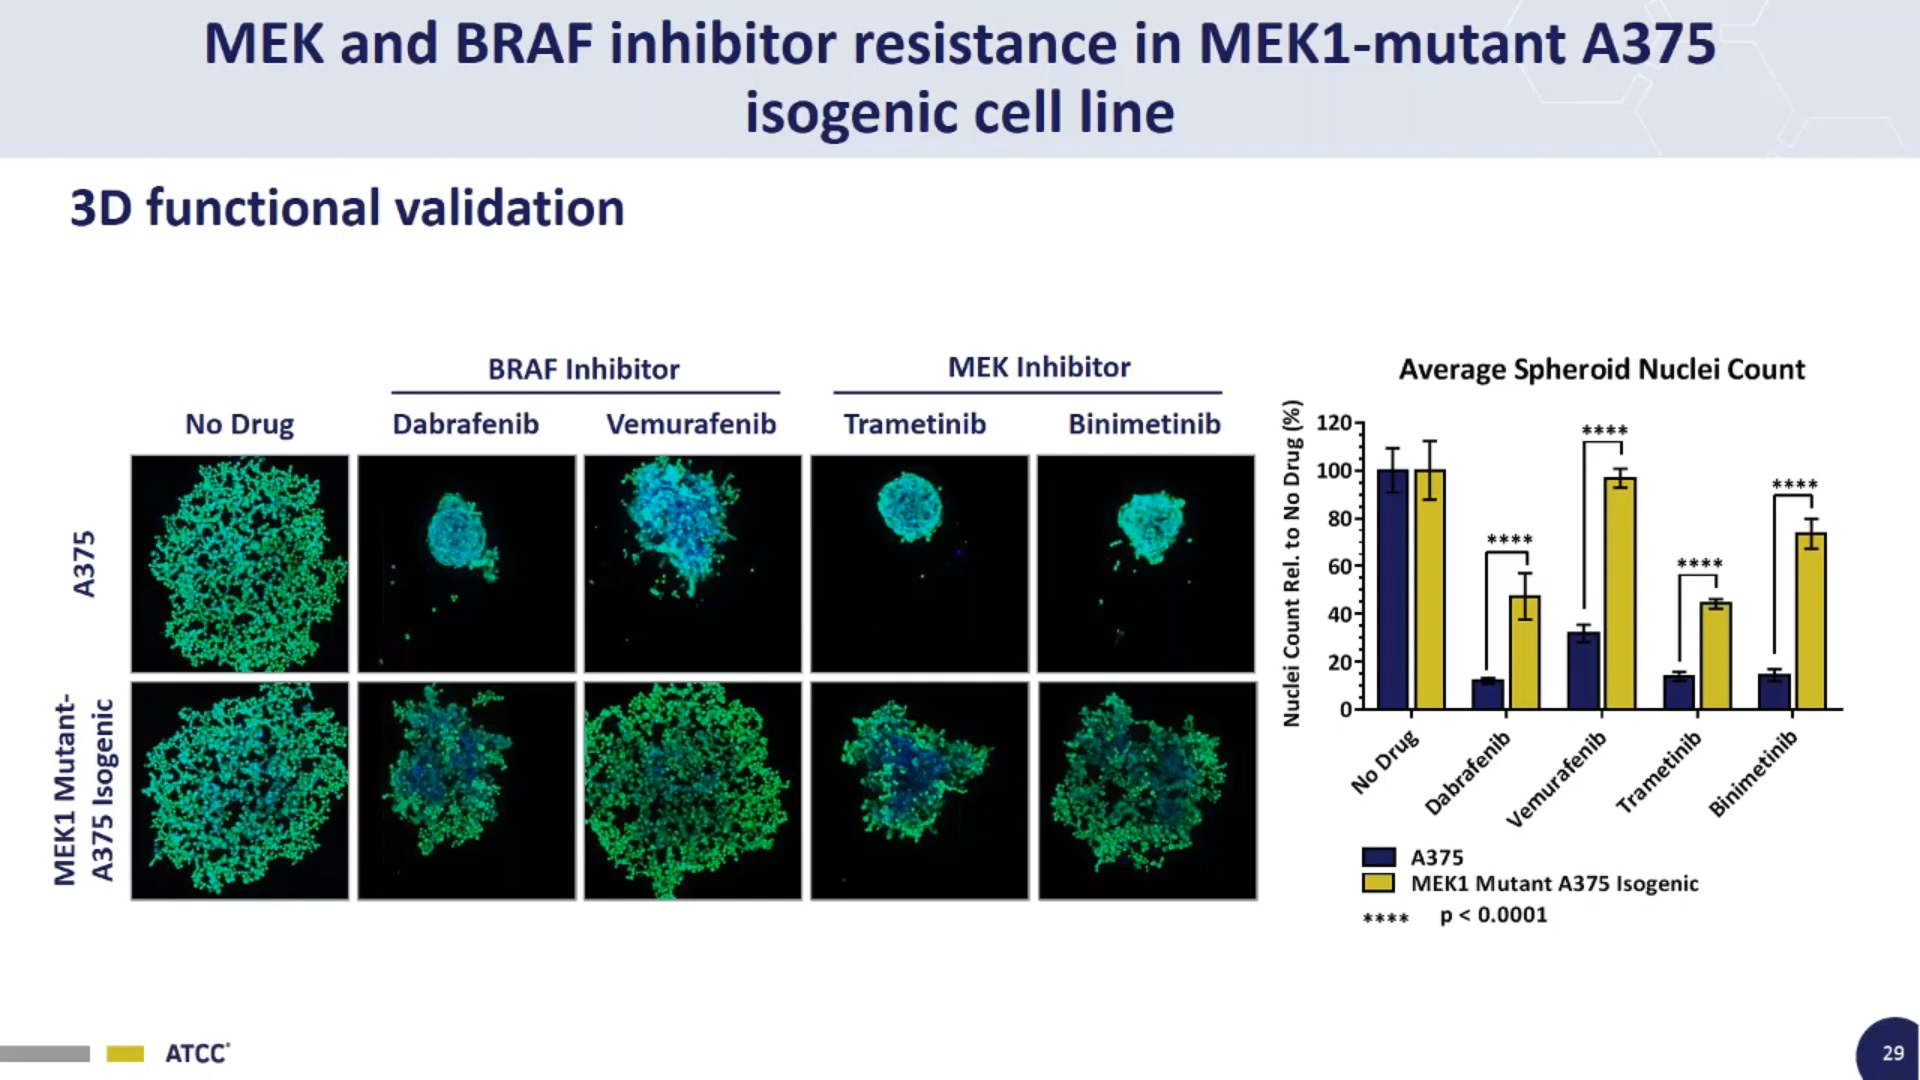 MEK and BRAF inhibitor resistance in MEK1-mutant A375
isogenic cell line
3D functional validation
BRAF Inhibitor
MEK Inhibitor
No Drug
Dabrafenib
Vemurafenib
Trametinib
Binimetinib
A375
MEK1 Mutant-
A375 Isogenic
Average Spheroid Nuclei Count
Nuclei Count Rel. to No Drug (%)
120
100
80
60
40
20
0
****
****
****
****
No Drug
Dabrafenib
Vemurafenib
Trametinib
Binimetinib
A375
MEK1 Mutant A375 Isogenic
**** p < 0.0001
ATCC®
29